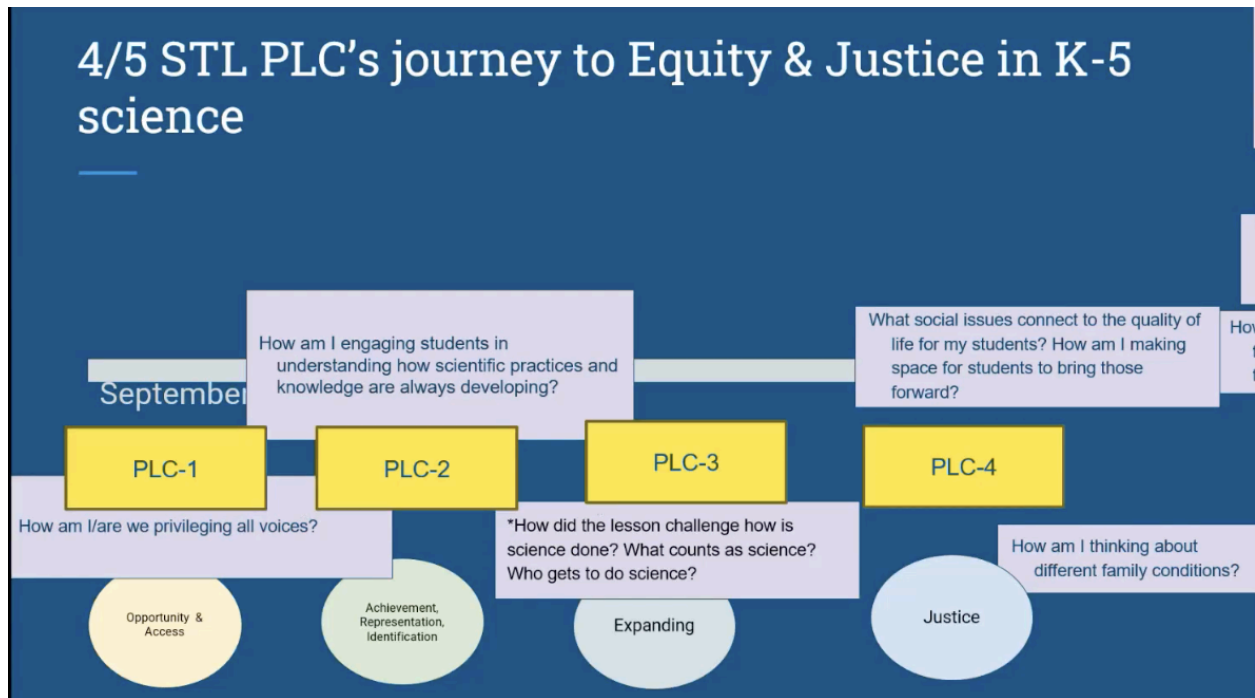 4/5 STL PLC’s journey to Equity & Justice in K-5
science
How am I engaging students in
understanding how scientific practices and
knowledge are always developing?
What social issues connect to the quality of
life for my students? How am I making
space for students to bring those
forward?
September
PLC-1
PLC-2
PLC-3
PLC-4
How am I/are we privileging all voices?
*How did the lesson challenge how is
science done? What counts as science?
Who gets to do science?
How am I thinking about
different family conditions?
Opportunity &
Access
Achievement,
Representation,
Identification
Expanding
Justice